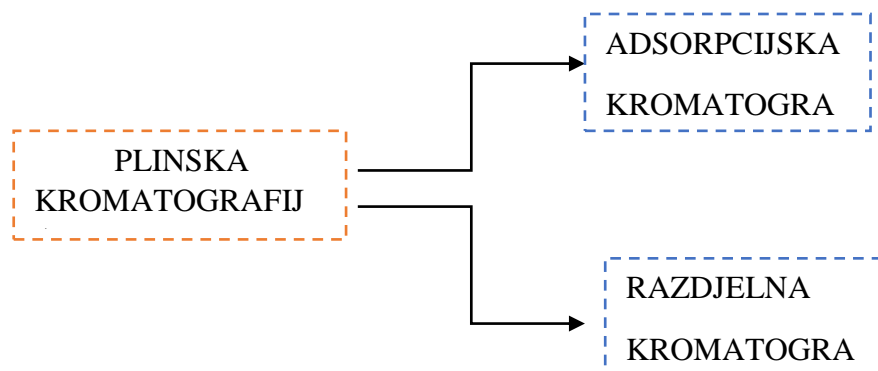 ADSORPCIJSKA
KROMATOGRA
PLINSKA
KROMATOGRAFIJ
RAZDJELNA
KROMATOGRA